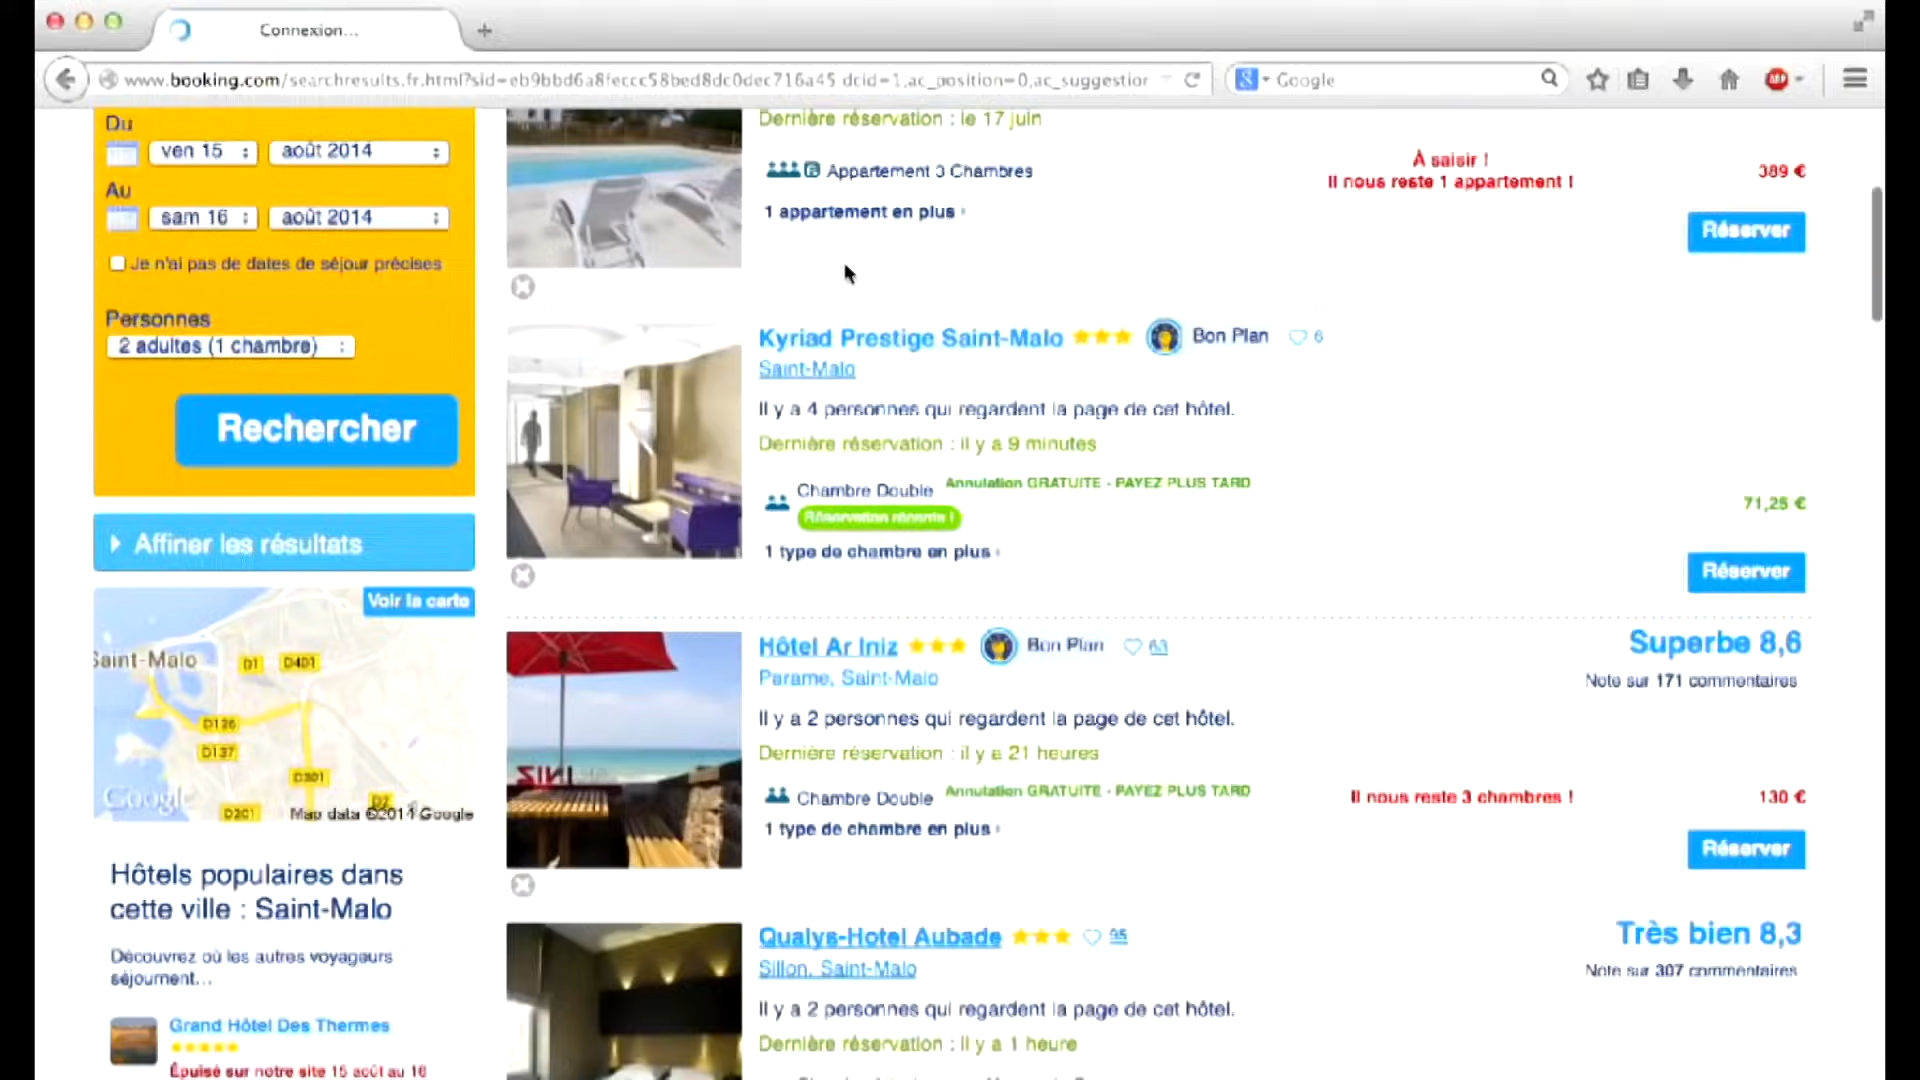 Connexion...
www.booking.com/searchresults.fr.html?sid=eb9bbd6a8feccc58bed8dc0dec716a45 dcid=1,ac_position=0,ac_suggestior
Google
ABP
Du
ven 15
août 2014
Au
sam 16
août 2014
Je n'ai pas de dates de séjour précises
Personnes
2 adultes (1 chambre)
Rechercher
Affiner les résultats
Voir la carte
Saint-Malo
D1
D401
D126
D137
D301
D201
D2
Google
Map data ©2014 Google
Hôtels populaires dans
cette ville : Saint-Malo
Découvrez où les autres voyageurs
séjournent...
Grand Hôtel Des Thermes
Épuisé sur notre site 15 août au 16
Dernière réservation : le 17 juin
Appartement 3 Chambres
À saisir !
Il nous reste 1 appartement !
389 €
1 appartement en plus
Réserver
Kyriad Prestige Saint-Malo
Bon Plan
6
Saint-Malo
Il y a 4 personnes qui regardent la page de cet hôtel.
Dernière réservation : il y a 9 minutes
Chambre Double
Annulation GRATUITE - PAYEZ PLUS TARD
Réservation récente !
71,25 €
1 type de chambre en plus
Réserver
Hôtel Ar Iniz
Bon Plan
63
Superbe 8,6
Parame, Saint-Malo
Note sur 171 commentaires
Il y a 2 personnes qui regardent la page de cet hôtel.
Dernière réservation : il y a 21 heures
Chambre Double
Annulation GRATUITE - PAYEZ PLUS TARD
Il nous reste 3 chambres !
130 €
1 type de chambre en plus
Réserver
Qualys-Hotel Aubade
95
Très bien 8,3
Sillon, Saint-Malo
Note sur 307 commentaires
Il y a 2 personnes qui regardent la page de cet hôtel.
Dernière réservation : il y a 1 heure